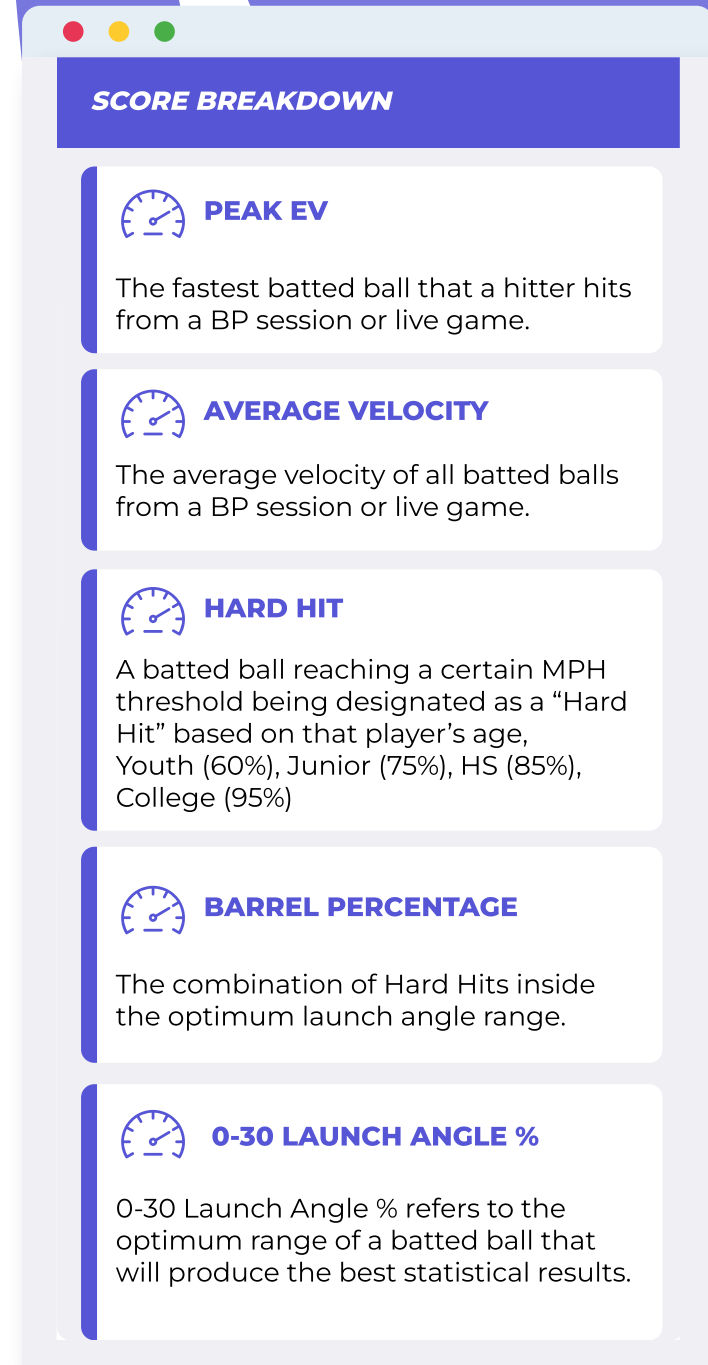 SCORE BREAKDOWN
PEAK EV
The fastest batted ball that a hitter hits
from a BP session or live game.
AVERAGE VELOCITY
The average velocity of all batted balls
from a BP session or live game.
HARD HIT
A batted ball reaching a certain MPH
threshold being designated as a “Hard
Hit” based on that player’s age,
Youth (60%), Junior (75%), HS (85%),
College (95%)
BARREL PERCENTAGE
The combination of Hard Hits inside
the optimum launch angle range.
0-30 LAUNCH ANGLE %
0-30 Launch Angle % refers to the
optimum range of a batted ball that
will produce the best statistical results.